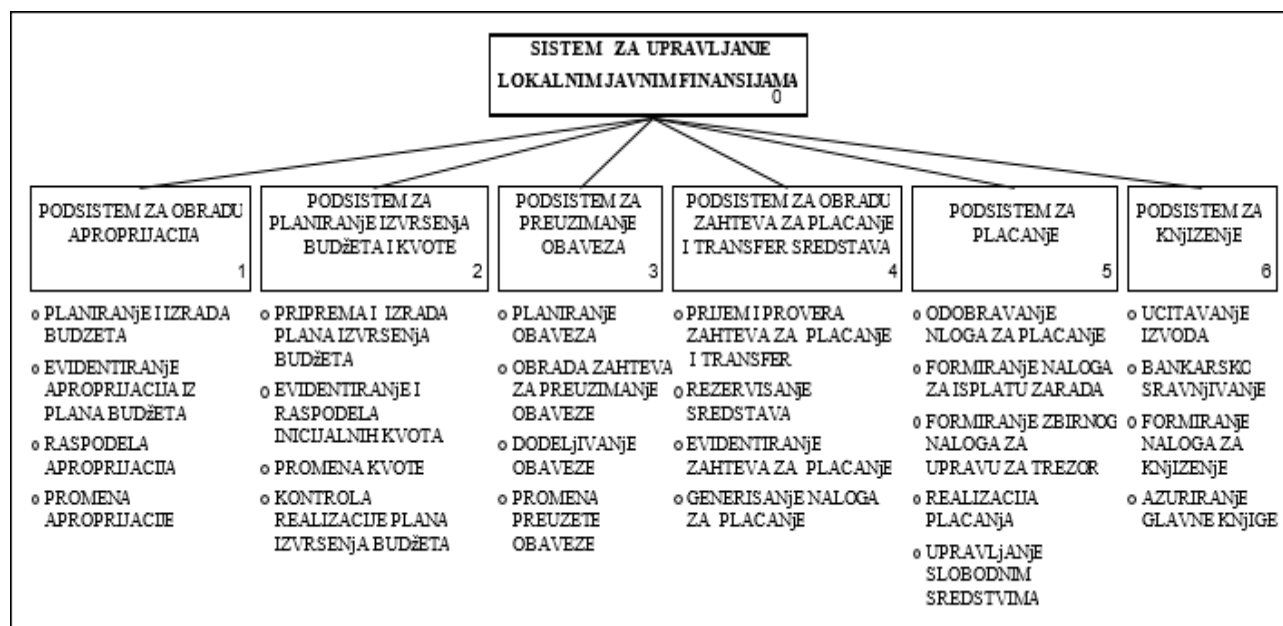 SISTEM ZA UPRAVLJANJE
LOKALNIM JAVNIM FINANSIJAMA
0
PODSISTEM ZA OBRADU
APROPRIJACIJA
1
PODSISTEM ZA
PLANIRANjE IZVRSENjA
BUDžETA I KVOTE
2
PODSISTEM ZA
PREUZIMANjE
OBAVEZA
3
PODSISTEM ZA OBRADU
ZAHTEVA ZA PLACANjE
I TRANSFER SREDSTAVA
4
PODSISTEM ZA
PLACANjE
5
PODSISTEM ZA
KNjIZENjE
6
o PLANIRANjE I IZRADA
BUDZETA
o EVIDENTIRANjE
APROPRIJACIJA IZ
PLANA BUDžETA
o RASPODELA
APROPRIJACIJA
o PROMENA
APROPRIJACIJE
o PRIPREMA I IZRADA
PLANA IZVRSENjA
BUDžETA
o EVIDENTIRANjE I
RASPODELA
INICIJALNIH KVOTA
o PROMENA KVOTE
o KONTROLA
REALIZACIJE PLANA
IZVRSENjA BUDžETA
o PLANIRANjE
OBAVEZA
o OBRADA ZAHTEVA
ZA PREUZIMANjE
OBAVEZE
o DODELjIVANjE
OBAVEZE
o PROMENA
PREUZETE
OBAVEZE
o PRIJEM I PROVERA
ZAHTEVA ZA PLACANjE
I TRANSFER
o REZERVISANjE
SREDSTAVA
o EVIDENTIRANjE
ZAHTEVA ZA PLACANjE
o GENERISANjE NALOGA
ZA PLACANjE
o ODOBRAVANjE
NLOGA ZA PLACANjE
o FORMIRANjE NALOGA
ZA ISPLATU ZARADA
o FORMIRANjE ZBIRNOG
NALOGA ZA
UPRAVU ZA TREZOR
o REALIZACIJA
PLACANjA
o UPRAVLjANjE
SLOBODNIM
SREDSTVIMA
o UCITAVANjE
IZVODA
o BANKARSKO
SRAVNjIVANjE
o FORMIRANjE
NALOGA ZA
KNjIZENjE
o AZURIRANjE
GLAVNE KNjIGE